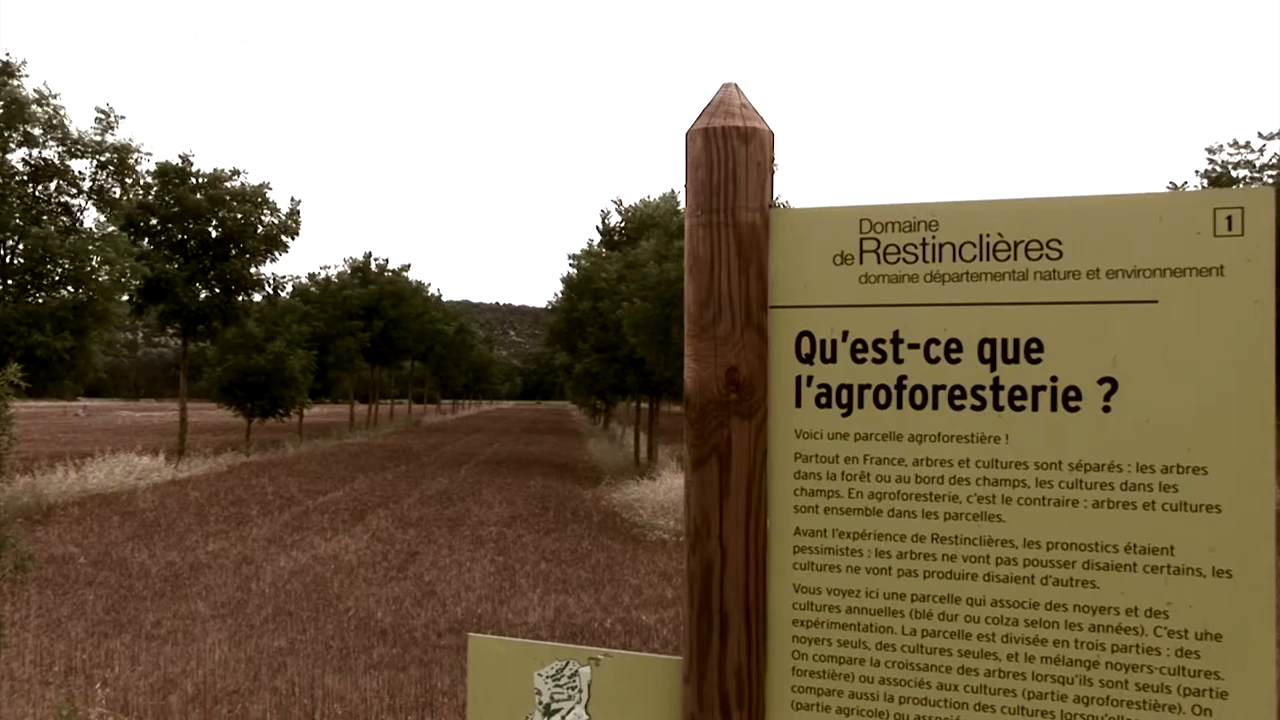 Domaine
de Restinclières
domaine départemental nature et environnement
1
Qu'est-ce que
l'agroforesterie ?
Voici une parcelle agroforestière !
Partout en France, arbres et cultures sont séparés : les arbres
dans la forêt ou au bord des champs, les cultures dans les
champs. En agroforesterie, c'est le contraire : arbres et cultures
sont ensemble dans les parcelles.
Avant l'expérience de Restinclières, les pronostics étaient
pessimistes : les arbres ne vont pas pousser disaient certains, les
cultures ne vont pas produire disaient d'autres.
Vous voyez ici une parcelle qui associe des noyers et des
cultures annuelles (blé dur ou colza selon les années). C'est une
expérimentation. La parcelle est divisée en trois parties : des
noyers seuls, des cultures seules, et le mélange noyers-cultures.
On compare la croissance des arbres lorsqu'ils sont seuls (partie
forestière) ou associés aux cultures (partie agroforestière). On
compare aussi la production des cultures
(partie agricole) ou